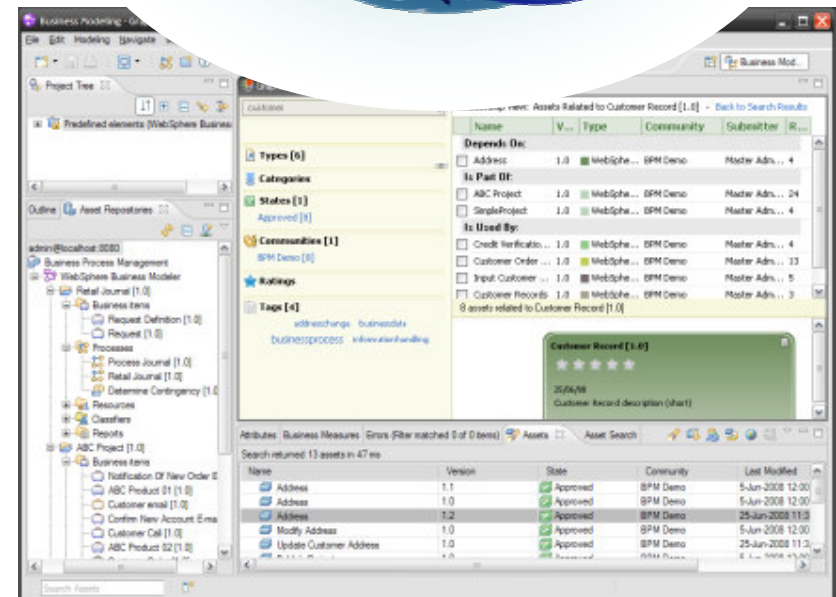 Business Modeling - Gra
File Edit Modeling Navigate
Business Mod...
Project Tree
Predefined elements (WebSphere Busines
customer
Types [6]
Categories
States [1]
Approved [8]
Communities [1]
BPM Demo [8]
Ratings
Tags [4]
addresschange businessdata
businessprocess informationhandling
View: Assets Related to Customer Record [1.0] - Back to Search Results
Name V... Type Community Submitter R...
Depends On:
Address 1.0 WebSphe... BPM Demo Master Adm... 4
Is Part Of:
ABC Project 1.0 WebSphe... BPM Demo Master Adm... 24
SimpleProject 1.0 WebSphe... BPM Demo Master Adm... 4
Is Used By:
Credit Verificatio... 1.0 WebSphe... BPM Demo Master Adm... 4
Customer Order ... 1.0 WebSphe... BPM Demo Master Adm... 13
Input Customer ... 1.0 WebSphe... BPM Demo Master Adm... 5
Customer Records 1.0 WebSphe... BPM Demo Master Adm... 3
8 assets related to Customer Record [1.0]
Customer Record [1.0]
25/06/08
Customer Record description (short)
Outline Asset Repositories
admin@localhost:8080
Business Process Management
WebSphere Business Modeler
Retail Journal [1.0]
Business items
Request Definition [1.0]
Request [1.0]
Processes
Process Journal [1.0]
Retail Journal [1.0]
Determine Contingency [1.0
Resources
Classifiers
Reports
ABC Project [1.0]
Business items
Notification Of New Order E
ABC Product 01 [1.0]
Customer email [1.0]
Confirm New Account Ema
Customer Call [1.0]
ABC Product 02 [1.0]
Attributes Business Measures Errors (Filter matched 0 of 0 items) Assets Asset Search
Search returned 13 assets in 47 ms
Name Version State Community Last Modified
Address 1.1 Approved BPM Demo 5-Jun-2008 12:00
Address 1.0 Approved BPM Demo 5-Jun-2008 12:00
Address 1.2 Approved BPM Demo 25-Jun-2008 11:3
Modify Address 1.0 Approved BPM Demo 5-Jun-2008 12:00
Update Customer Address 1.0 Approved BPM Demo 25-Jun-2008 11:3
Search Assets